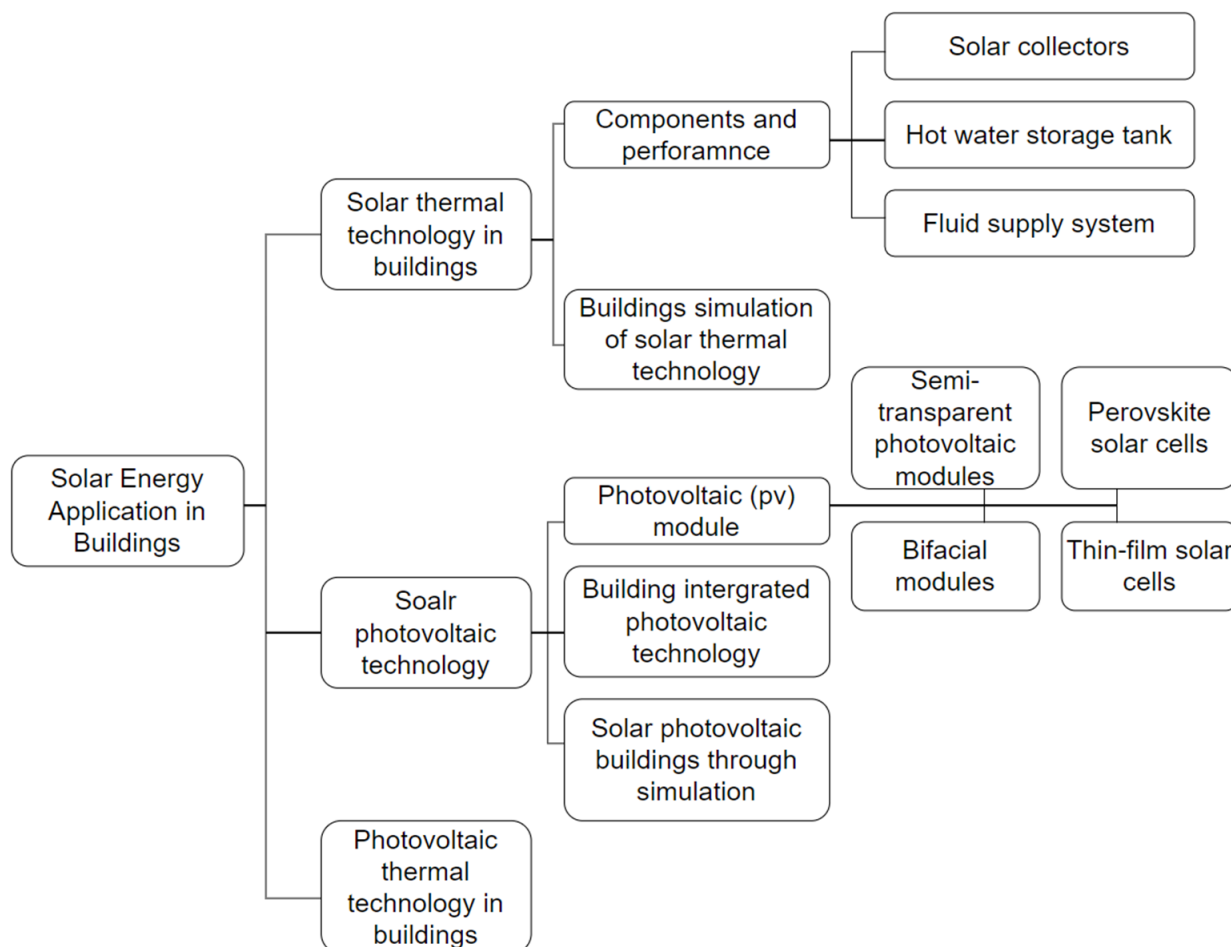 Solar Energy
Application in
Buildings
Solar thermal
technology in
buildings
Components and
perforamnce
Solar collectors
Hot water storage tank
Fluid supply system
Buildings simulation
of solar thermal
technology
Soalr
photovoltaic
technology
Photovoltaic (pv)
module
Semi-
transparent
photovoltaic
modules
Perovskite
solar cells
Bifacial
modules
Thin-film solar
cells
Building intergrated
photovoltaic
technology
Solar photovoltaic
buildings through
simulation
Photovoltaic
thermal
technology in
buildings